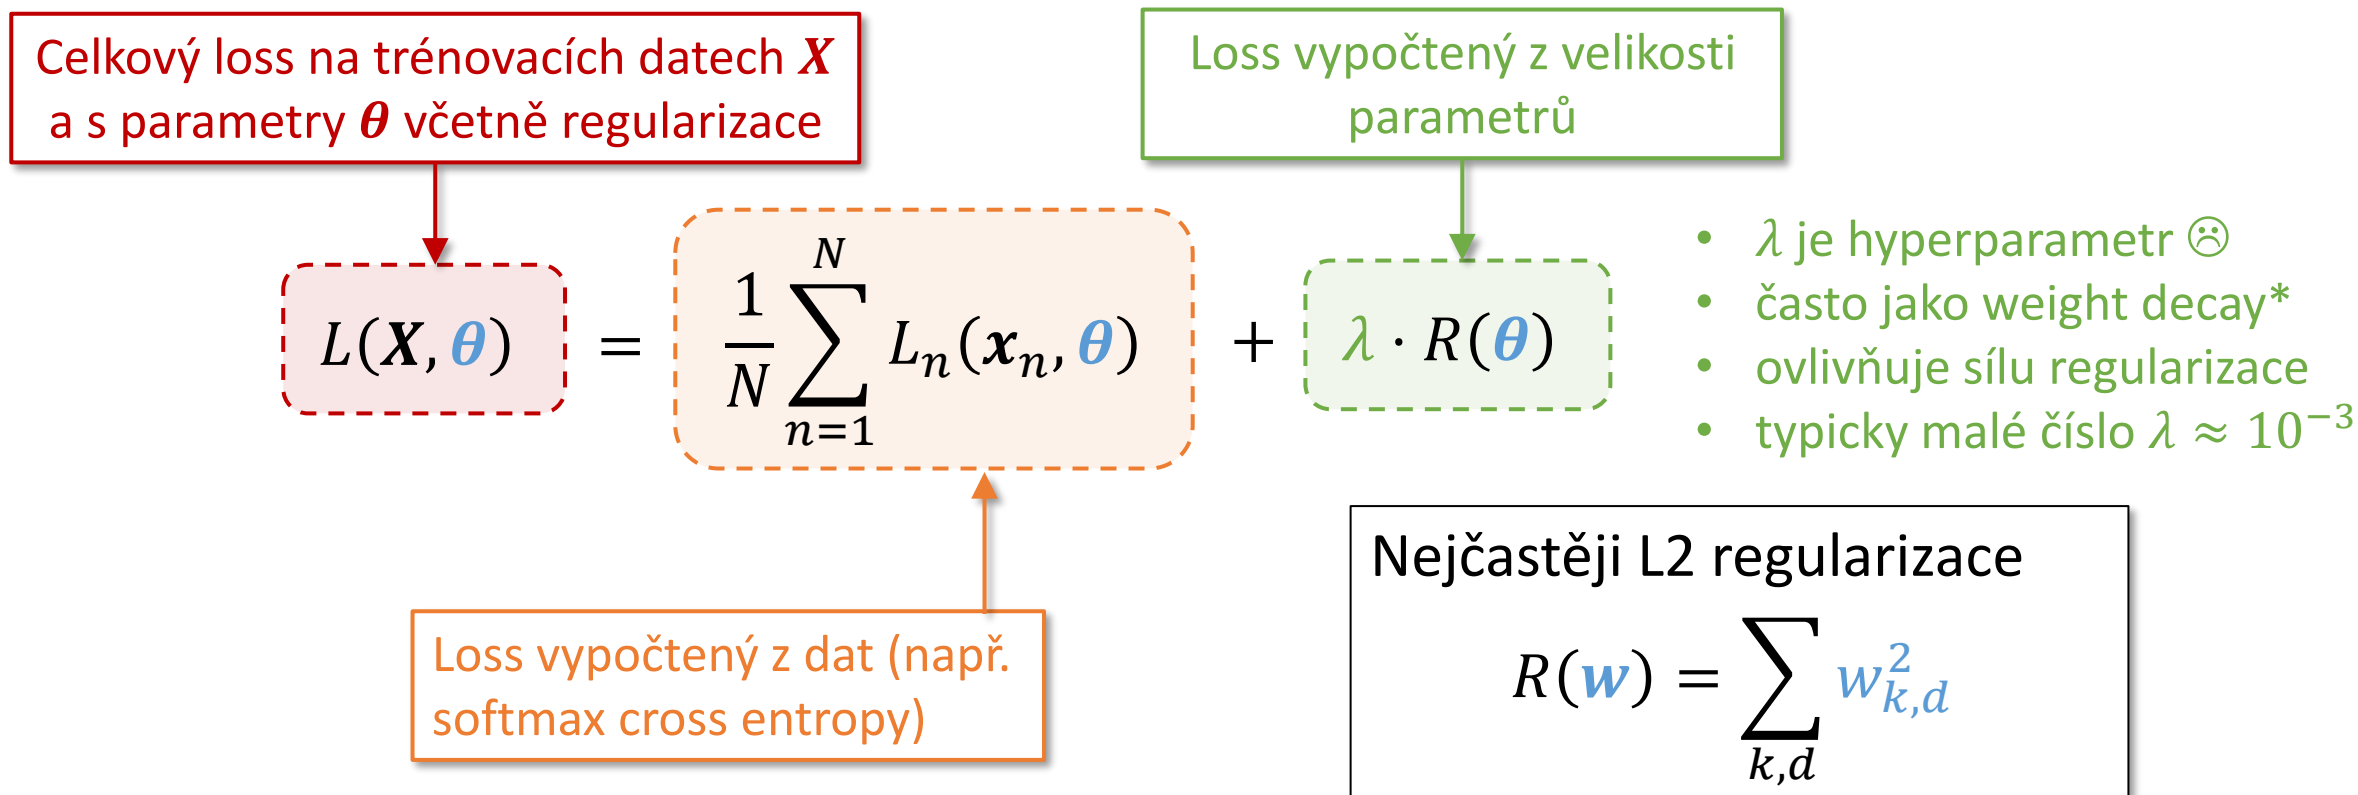 Celkový loss na trénovacích datech X
a s parametry θ včetně regularizace
Loss vypočtený z velikosti
parametrů
L(X, θ) = 1/N ∑_{n=1}^{N} L_n(x_n, θ) + λ · R(θ)
• λ je hyperparametr ☹
• často jako weight decay*
• ovlivňuje sílu regularizace
• typicky malé číslo λ ≈ 10⁻³
Loss vypočtený z dat (např.
softmax cross entropy)
Nejčastěji L2 regularizace
R(w) = ∑_{k,d} w_{k,d}^2